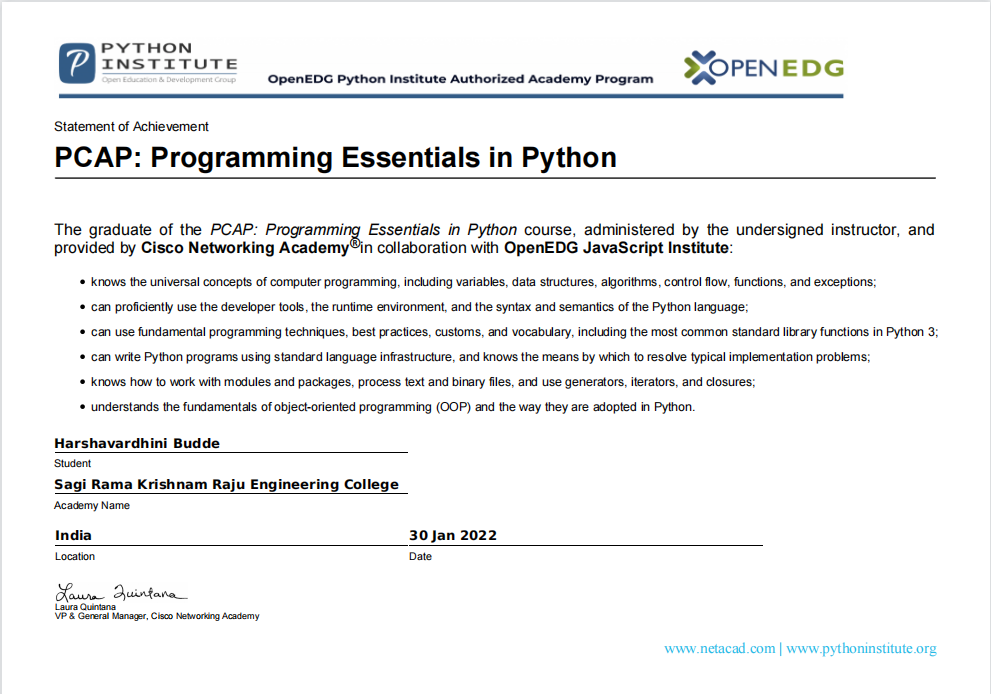 PYTHON
INSTITUTE
Open Education & Development Group
OpenEDG Python Institute Authorized Academy Program
OPENEDG
Statement of Achievement
PCAP: Programming Essentials in Python
The graduate of the PCAP: Programming Essentials in Python course, administered by the undersigned instructor, and
provided by Cisco Networking Academy®in collaboration with OpenEDG JavaScript Institute:
• knows the universal concepts of computer programming, including variables, data structures, algorithms, control flow, functions, and exceptions;
• can proficiently use the developer tools, the runtime environment, and the syntax and semantics of the Python language;
• can use fundamental programming techniques, best practices, customs, and vocabulary, including the most common standard library functions in Python 3;
• can write Python programs using standard language infrastructure, and knows the means by which to resolve typical implementation problems;
• knows how to work with modules and packages, process text and binary files, and use generators, iterators, and closures;
• understands the fundamentals of object-oriented programming (OOP) and the way they are adopted in Python.
Harshavardhini Budde
Student
Sagi Rama Krishnam Raju Engineering College
Academy Name
India 30 Jan 2022
Location Date
Laura Quintana
Laura Quintana
VP & General Manager, Cisco Networking Academy
www.netacad.com | www.pythoninstitute.org